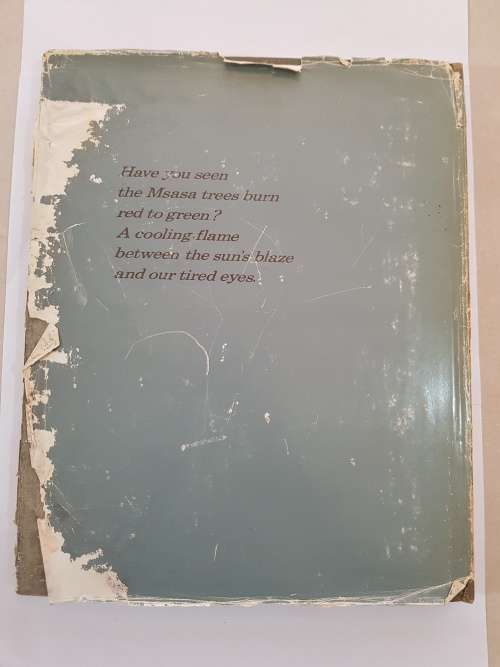 Have you seen
the Msasa trees burn
red to green?
A cooling flame
between the sun's blaze
and our tired eyes.